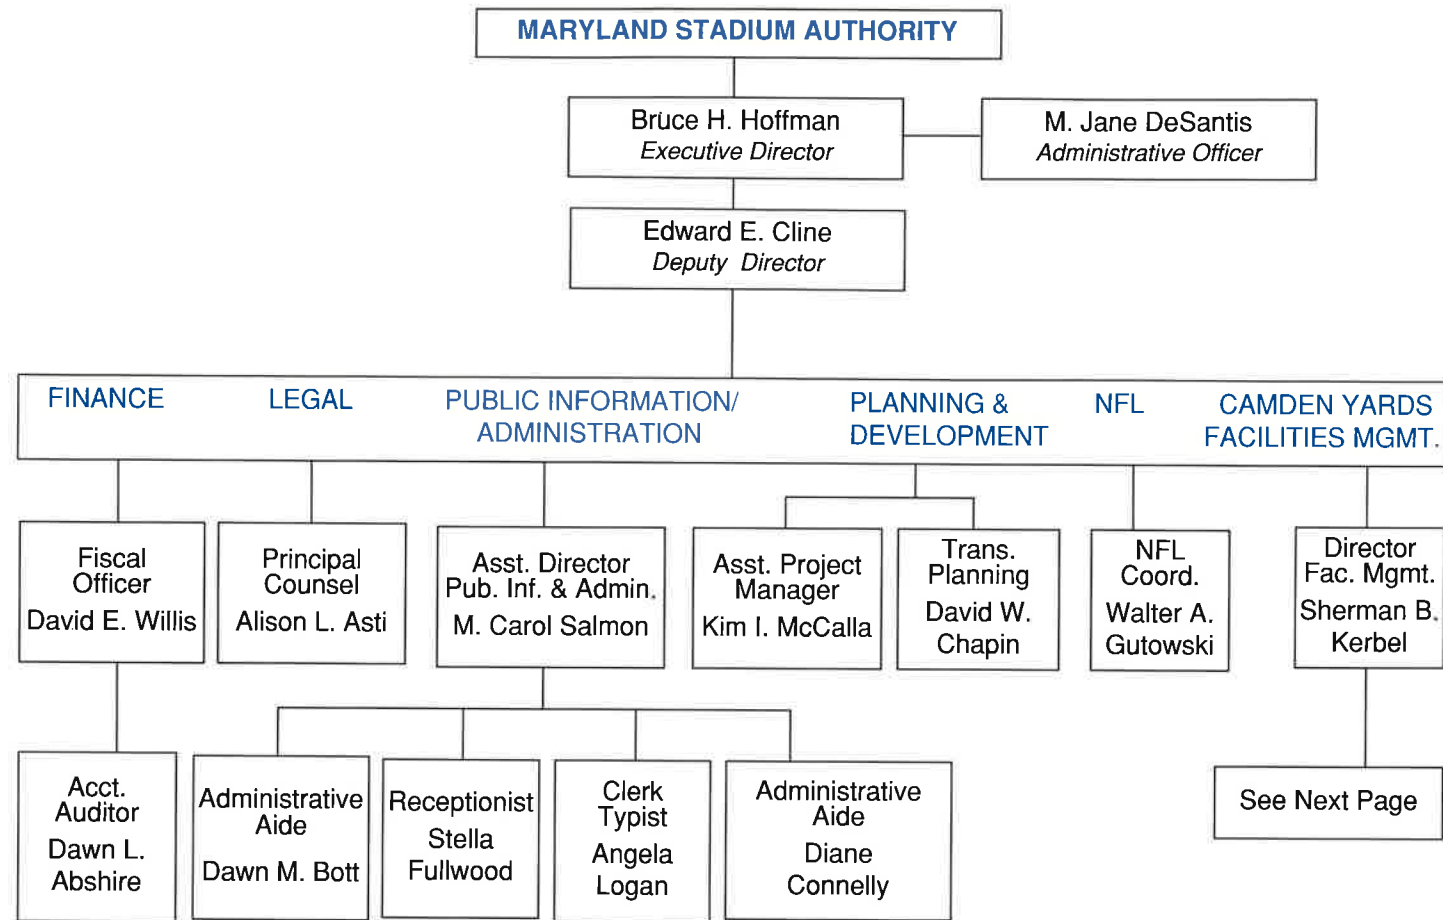 MARYLAND STADIUM AUTHORITY
Bruce H. Hoffman
Executive Director
M. Jane DeSantis
Administrative Officer
Edward E. Cline
Deputy Director
FINANCE
LEGAL
PUBLIC INFORMATION/
ADMINISTRATION
PLANNING &
DEVELOPMENT
NFL
CAMDEN YARDS
FACILITIES MGMT.
Fiscal
Officer
David E. Willis
Principal
Counsel
Alison L. Asti
Asst. Director
Pub. Inf. & Admin.
M. Carol Salmon
Asst. Project
Manager
Kim I. McCalla
Trans.
Planning
David W.
Chapin
NFL
Coord.
Walter A.
Gutowski
Director
Fac. Mgmt.
Sherman B.
Kerbel
Acct.
Auditor
Dawn L.
Abshire
Administrative
Aide
Dawn M. Bott
Receptionist
Stella
Fullwood
Clerk
Typist
Angela
Logan
Administrative
Aide
Diane
Connelly
See Next Page